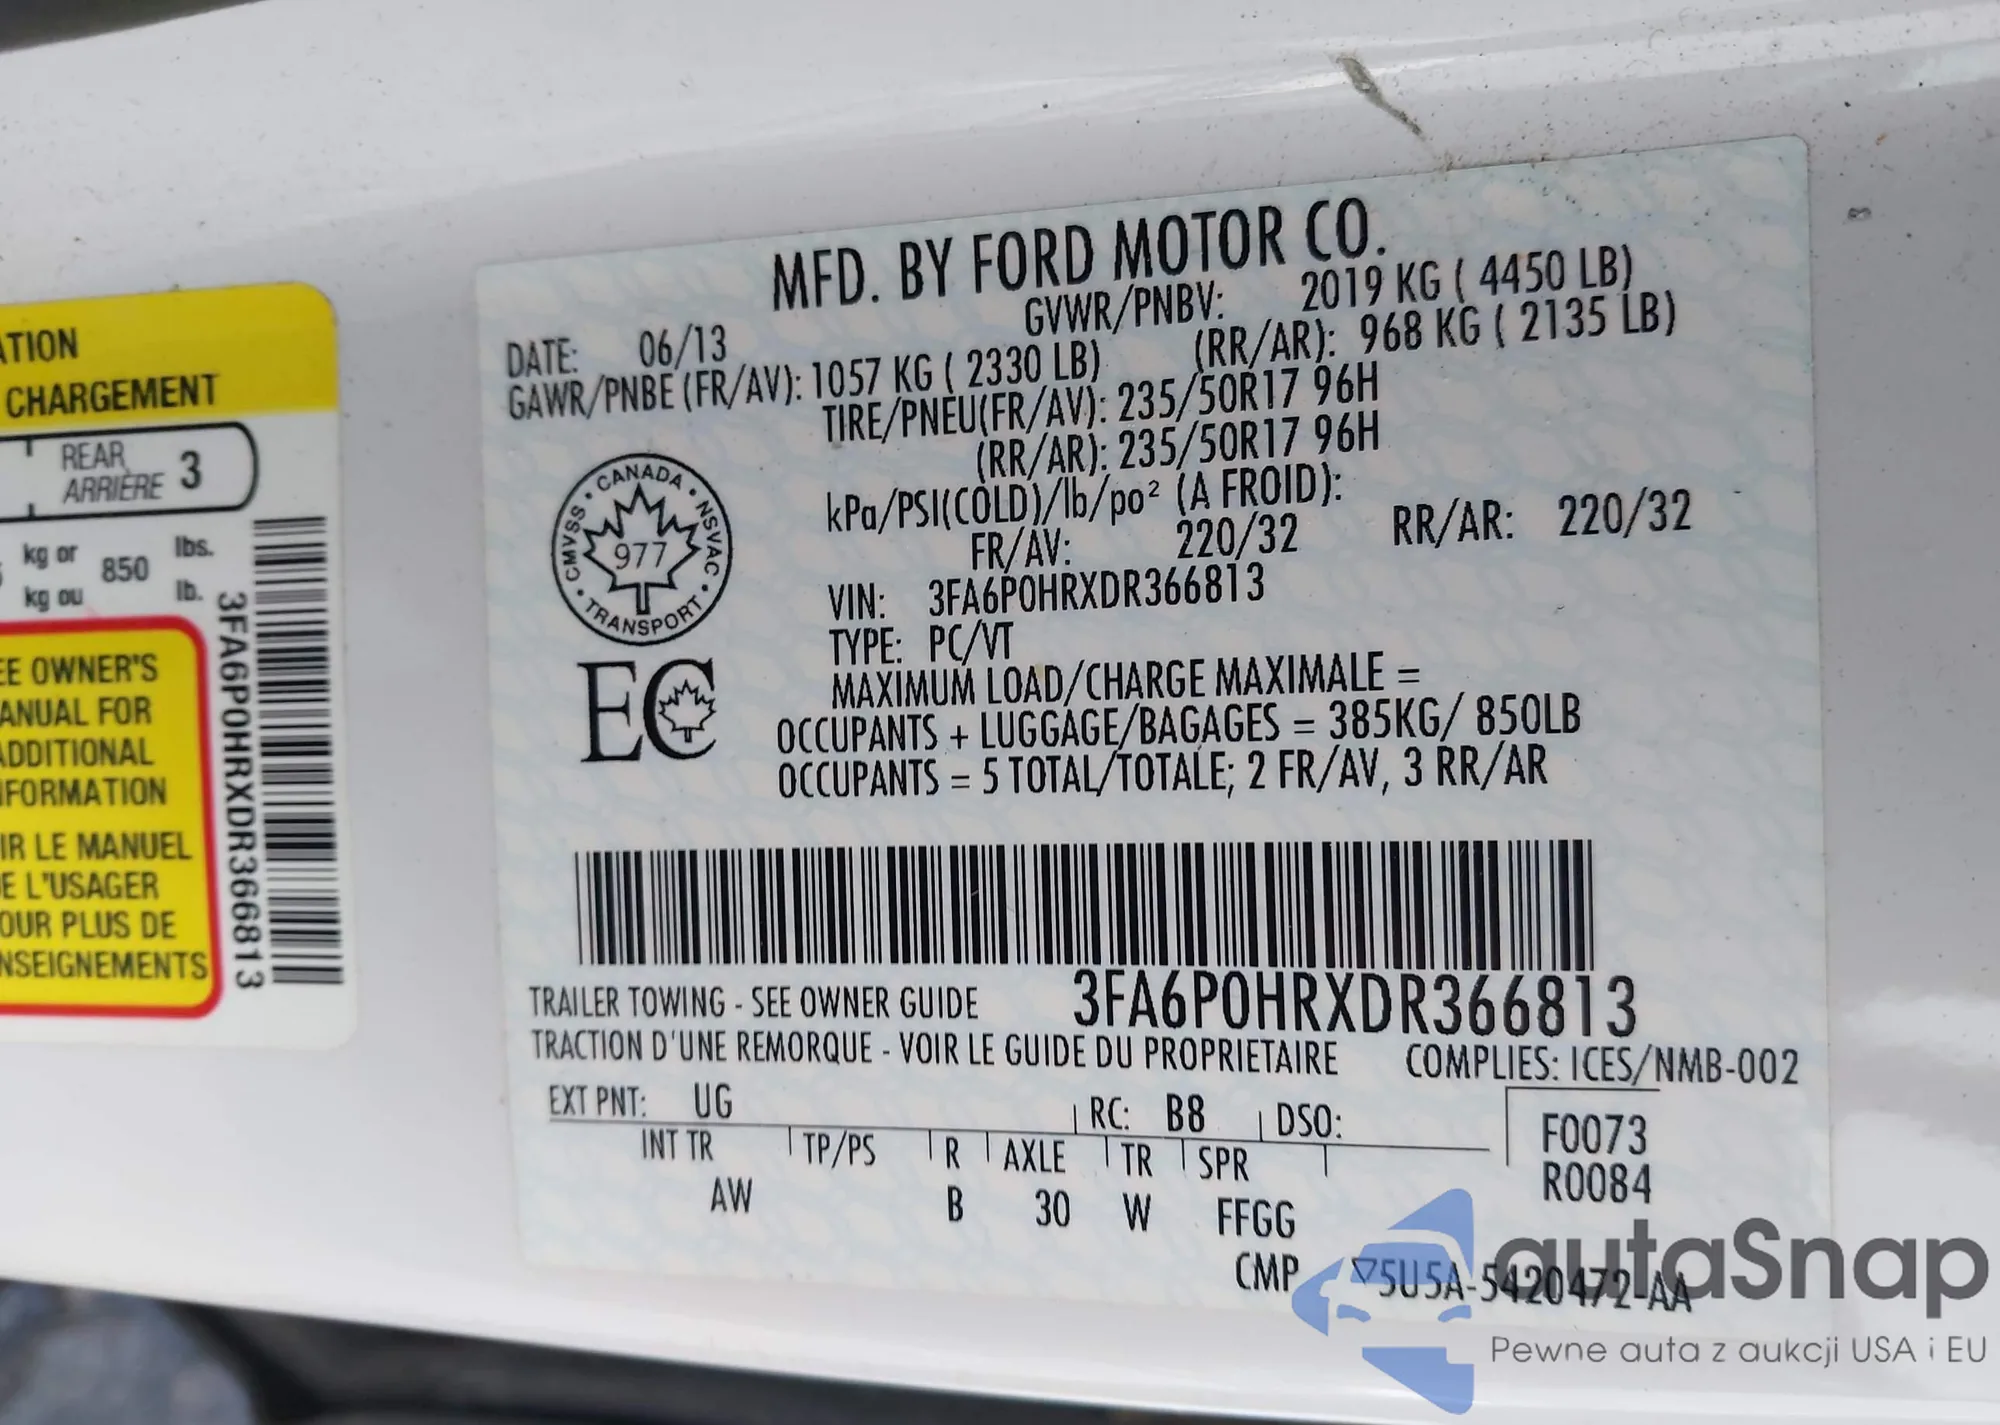 ATION
CHARGEMENT
REAR
ARRIÈRE 3
kg or 850 lbs.
kg ou lb.
3FA6P0HRXDR366813
EE OWNER'S
ANUAL FOR
ADDITIONAL
NFORMATION
IR LE MANUEL
E L'USAGER
OUR PLUS DE
NSEIGNEMENTS
MFD. BY FORD MOTOR CO.
DATE: 06/13 GVWR/PNBV: 2019 KG ( 4450 LB)
GAWR/PNBE (FR/AV): 1057 KG ( 2330 LB) (RR/AR): 968 KG ( 2135 LB)
TIRE/PNEU(FR/AV): 235/50R17 96H
(RR/AR): 235/50R17 96H
kPa/PSI(COLD)/lb/po² (A FROID):
FR/AV: 220/32 RR/AR: 220/32
CANADA • NSVAC • TRANSPORT • CMVSS •
977
EC
VIN: 3FA6P0HRXDR366813
TYPE: PC/VT
MAXIMUM LOAD/CHARGE MAXIMALE =
OCCUPANTS + LUGGAGE/BAGAGES = 385KG/ 850LB
OCCUPANTS = 5 TOTAL/TOTALE; 2 FR/AV, 3 RR/AR
3FA6P0HRXDR366813
TRAILER TOWING - SEE OWNER GUIDE
TRACTION D'UNE REMORQUE - VOIR LE GUIDE DU PROPRIETAIRE
COMPLIES: ICES/NMB-002
EXT PNT: UG RC: B8 DSO:
INT TR TP/PS R AXLE TR SPR
AW B 30 W FFGG
F0073
R0084
CMP ▽5U5A-5420472-AA
autaSnap
Pewne auta z aukcji USA i EU